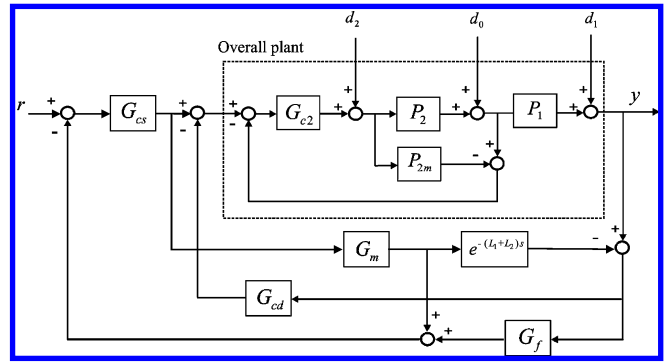 d₂ d₀ d₁
Overall plant
r + - G_cs + - + - G_c2 + + P₂ + + P₁ + + y
P_2m - +
G_m e^{-(L₁+L₂)s} - +
G_cd
+ + G_f